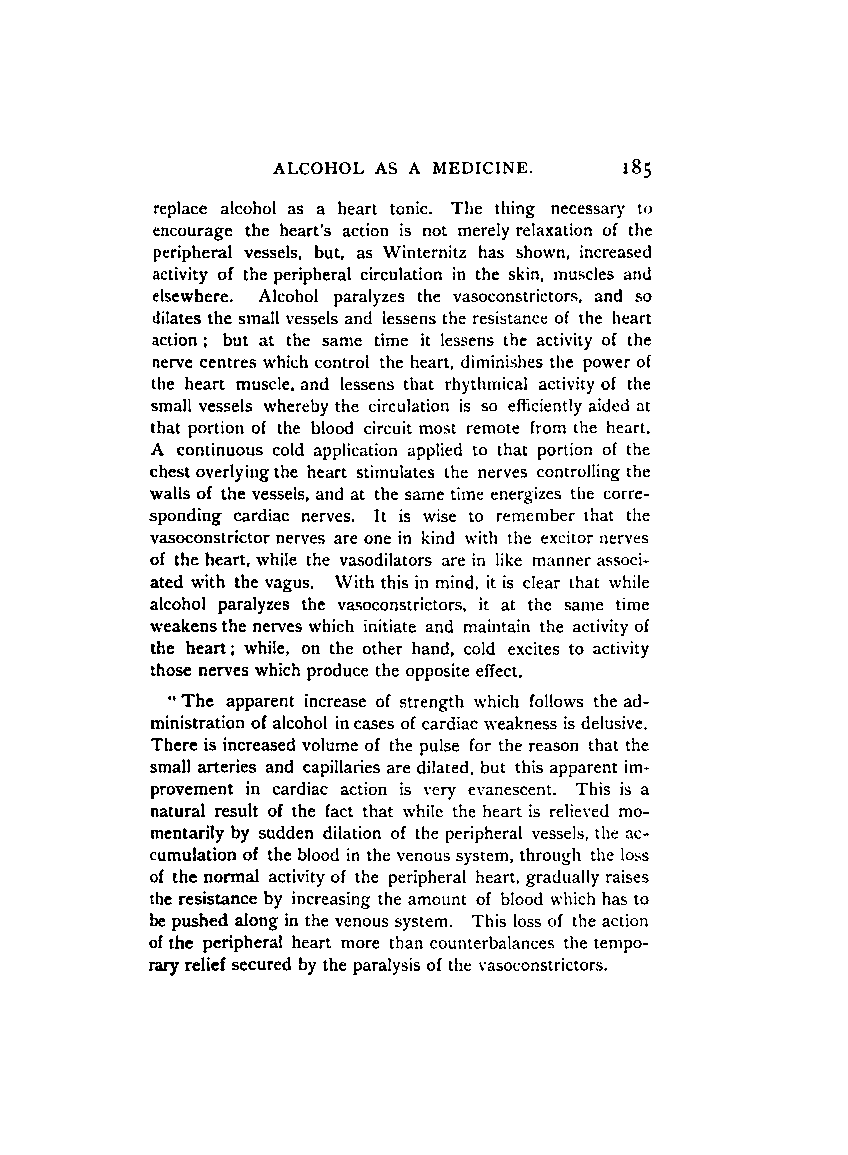 ALCOHOL AS A MEDICINE. 185
replace alcohol as a heart tonic. The thing necessary to
encourage the heart's action is not merely relaxation of the
peripheral vessels, but, as Winternitz has shown, increased
activity of the peripheral circulation in the skin, muscles and
elsewhere. Alcohol paralyzes the vasoconstrictors, and so
dilates the small vessels and lessens the resistance of the heart
action; but at the same time it lessens the activity of the
nerve centres which control the heart, diminishes the power of
the heart muscle, and lessens that rhythmical activity of the
small vessels whereby the circulation is so efficiently aided at
that portion of the blood circuit most remote from the heart.
A continuous cold application applied to that portion of the
chest overlying the heart stimulates the nerves controlling the
walls of the vessels, and at the same time energizes the corre-
sponding cardiac nerves. It is wise to remember that the
vasoconstrictor nerves are one in kind with the excitor nerves
of the heart, while the vasodilators are in like manner associ-
ated with the vagus. With this in mind, it is clear that while
alcohol paralyzes the vasoconstrictors, it at the same time
weakens the nerves which initiate and maintain the activity of
the heart; while, on the other hand, cold excites to activity
those nerves which produce the opposite effect.
"The apparent increase of strength which follows the ad-
ministration of alcohol in cases of cardiac weakness is delusive.
There is increased volume of the pulse for the reason that the
small arteries and capillaries are dilated, but this apparent im-
provement in cardiac action is very evanescent. This is a
natural result of the fact that while the heart is relieved mo-
mentarily by sudden dilation of the peripheral vessels, the ac-
cumulation of the blood in the venous system, through the loss
of the normal activity of the peripheral heart, gradually raises
the resistance by increasing the amount of blood which has to
be pushed along in the venous system. This loss of the action
of the peripheral heart more than counterbalances the tempo-
rary relief secured by the paralysis of the vasoconstrictors.